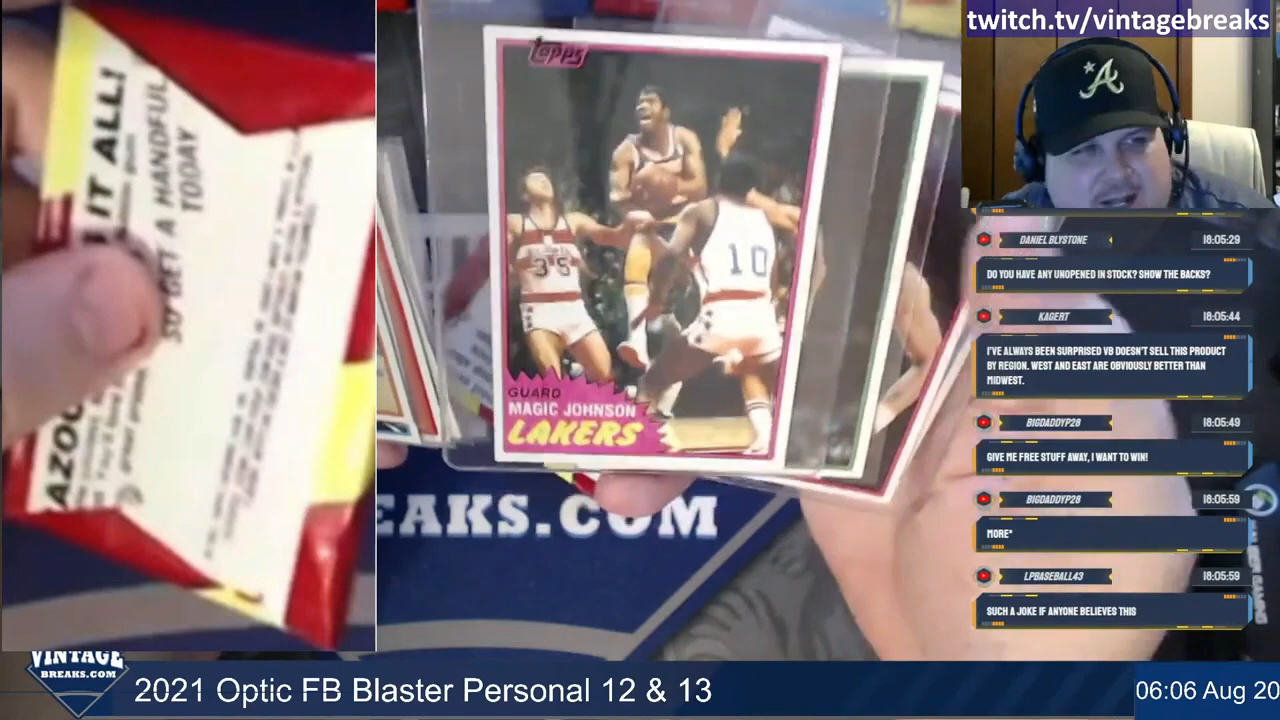 twitch.tv/vintagebreaks
IT ALL!
SO GET A HANDFUL
TODAY
AZOO
Topps
35
10
GUARD
MAGIC JOHNSON
LAKERS
EAKS.COM
DANIEL BLYSTONE
18:05:29
DO YOU HAVE ANY UNOPENED IN STOCK? SHOW THE BACKS?
KAGERT
18:05:44
I'VE ALWAYS BEEN SURPRISED VB DOESN'T SELL THIS PRODUCT
BY REGION. WEST AND EAST ARE OBVIOUSLY BETTER THAN
MIDWEST.
BIGDADDYP28
18:05:49
GIVE ME FREE STUFF AWAY, I WANT TO WIN!
BIGDADDYP28
18:05:59
MORE*
LPBASEBALL43
18:05:59
SUCH A JOKE IF ANYONE BELIEVES THIS
VINTAGE
BREAKS.COM
2021 Optic FB Blaster Personal 12 & 13
06:06 Aug 20